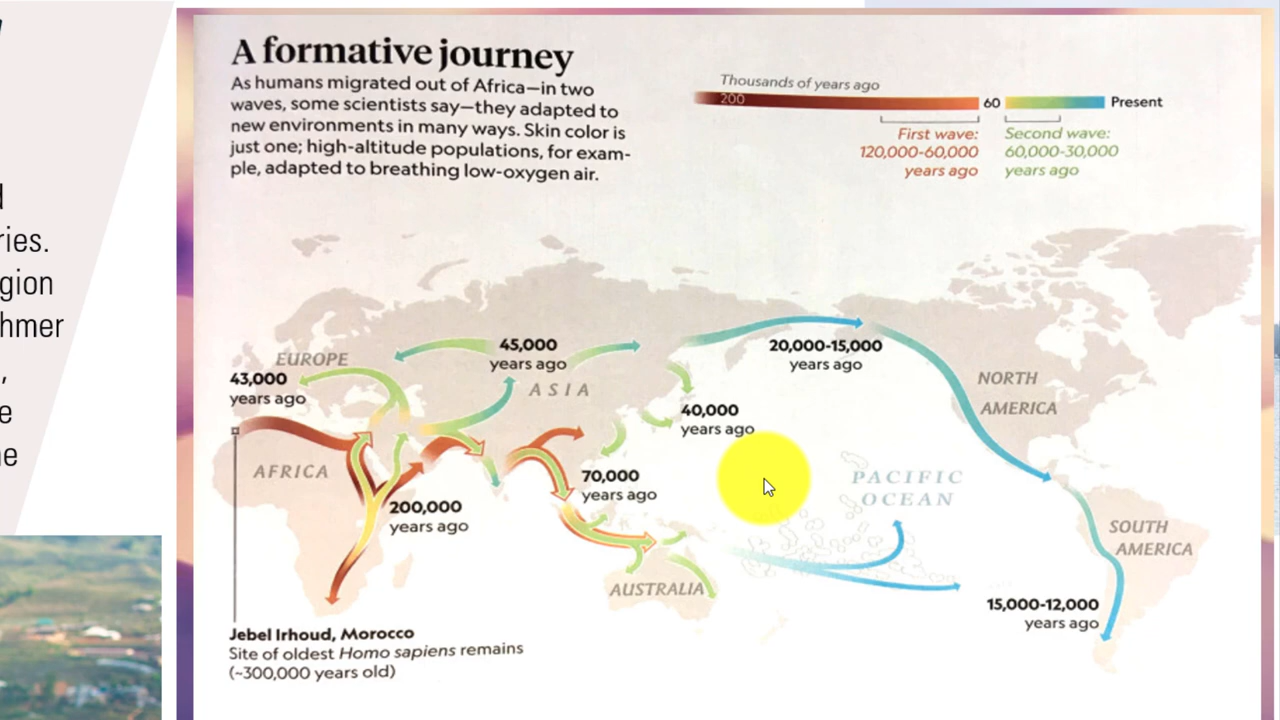 ries.
gion
hmer
A formative journey
As humans migrated out of Africa—in two
waves, some scientists say—they adapted to
new environments in many ways. Skin color is
just one; high-altitude populations, for exam-
ple, adapted to breathing low-oxygen air.
Thousands of years ago
200
60
Present
First wave:
120,000-60,000
years ago
Second wave:
60,000-30,000
years ago
EUROPE
43,000
years ago
45,000
years ago
ASIA
20,000-15,000
years ago
NORTH
AMERICA
40,000
years ago
AFRICA
200,000
years ago
70,000
years ago
PACIFIC
OCEAN
SOUTH
AMERICA
AUSTRALIA
15,000-12,000
years ago
Jebel Irhoud, Morocco
Site of oldest Homo sapiens remains
(~300,000 years old)